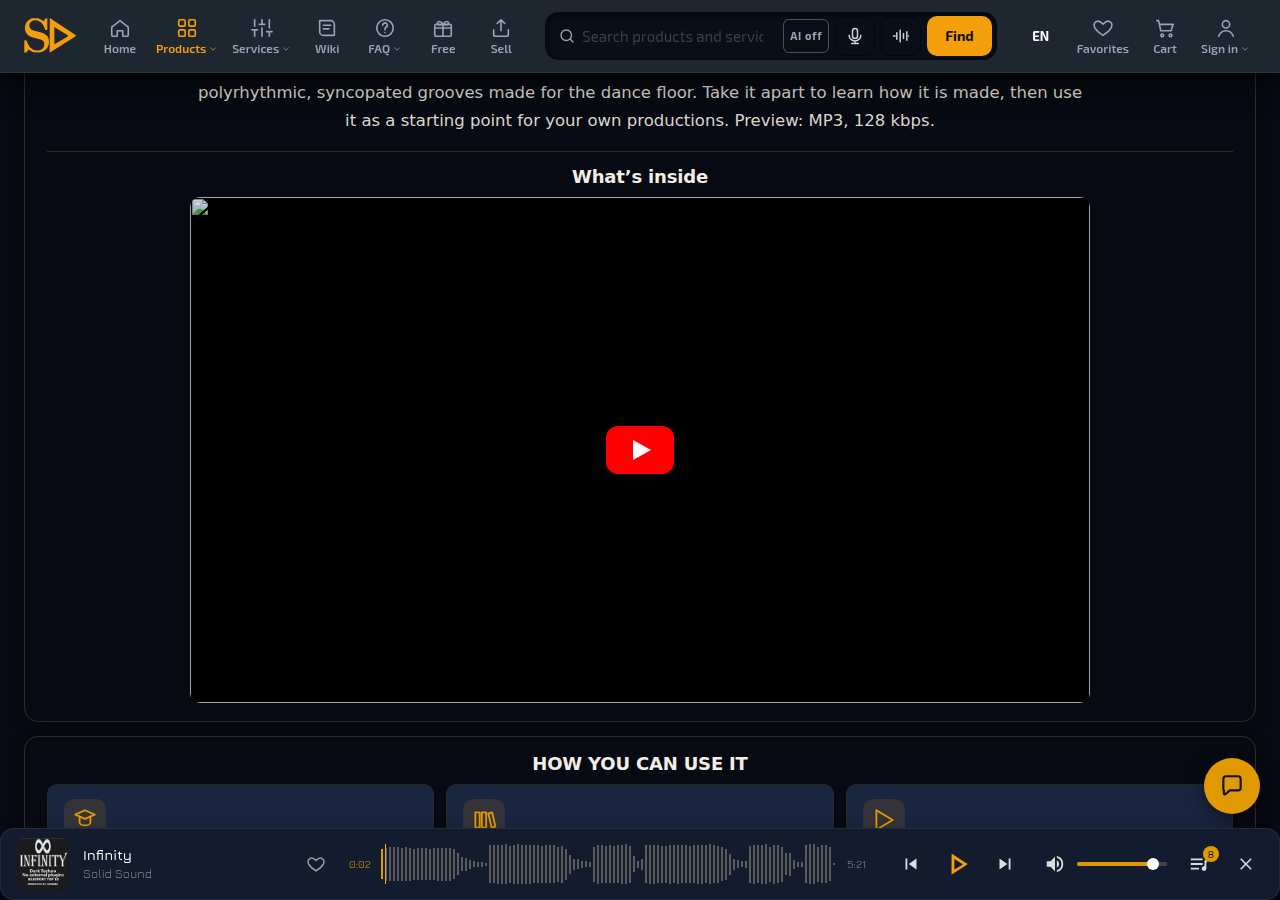 Home
Products
Services
Wiki
FAQ
Free
Sell
Search products and servic
AI off
Find
EN
Favorites
Cart
Sign in
polyrhythmic, syncopated grooves made for the dance floor. Take it apart to learn how it is made, then use
it as a starting point for your own productions. Preview: MP3, 128 kbps.
What’s inside
HOW YOU CAN USE IT
INFINITY
Infinity
Solid Sound
0:02
5:21
8